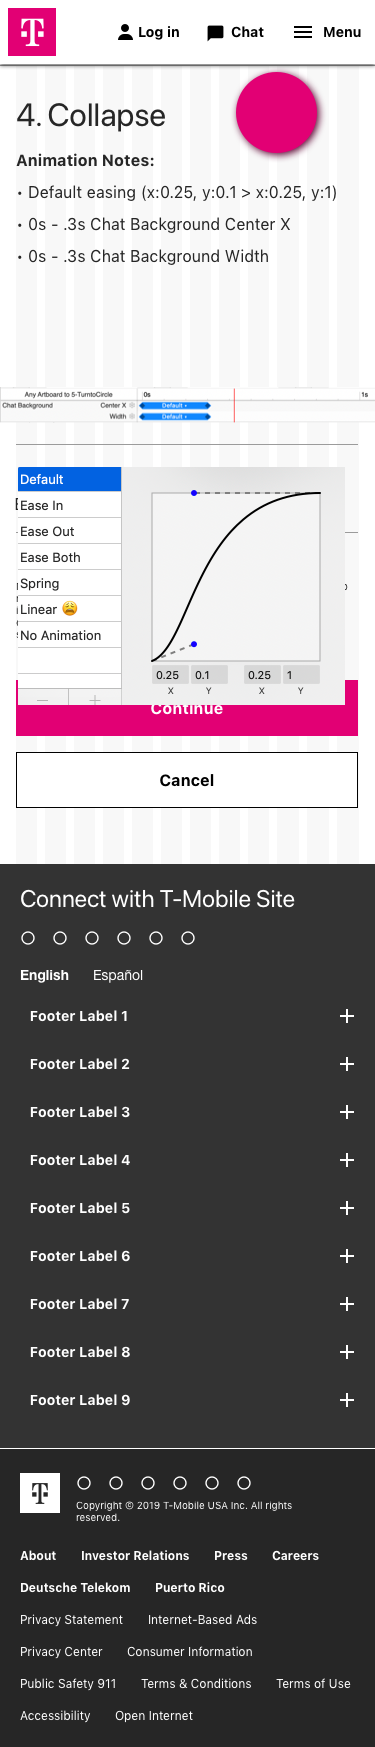 T
Log in
Chat
Menu
4. Collapse
Animation Notes:
• Default easing (x:0.25, y:0.1 > x:0.25, y:1)
• 0s - .3s Chat Background Center X
• 0s - .3s Chat Background Width
Any Artboard to 5-TurntoCircle
0s
1s
Chat Background
Center X
Default
Width
Default
Default
Ease In
Ease Out
Ease Both
Spring
Linear 😩
No Animation
0.25 0.1 0.25 1
X Y X Y
Continue
Cancel
Connect with T-Mobile Site
English Español
Footer Label 1
Footer Label 2
Footer Label 3
Footer Label 4
Footer Label 5
Footer Label 6
Footer Label 7
Footer Label 8
Footer Label 9
T
Copyright © 2019 T-Mobile USA Inc. All rights
reserved.
About Investor Relations Press Careers
Deutsche Telekom Puerto Rico
Privacy Statement Internet-Based Ads
Privacy Center Consumer Information
Public Safety 911 Terms & Conditions Terms of Use
Accessibility Open Internet